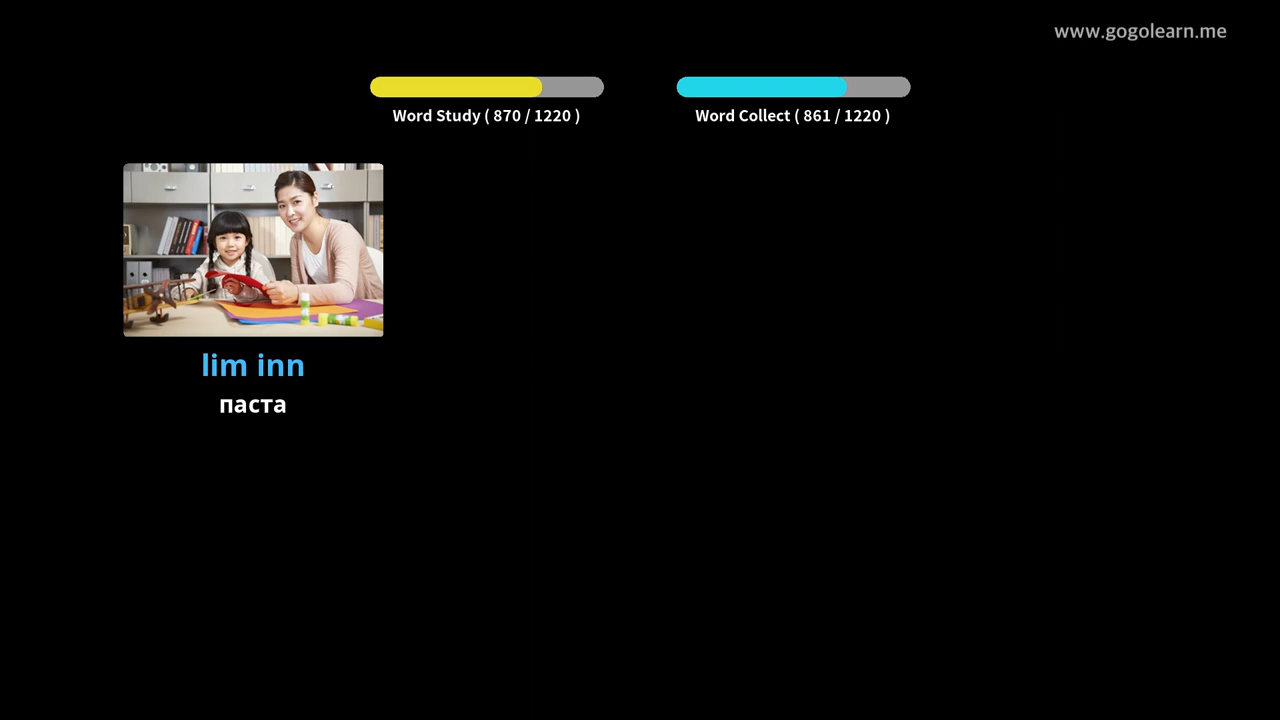 www.gogolearn.me
Word Study ( 870 / 1220 )
Word Collect ( 861 / 1220 )
lim inn
паста